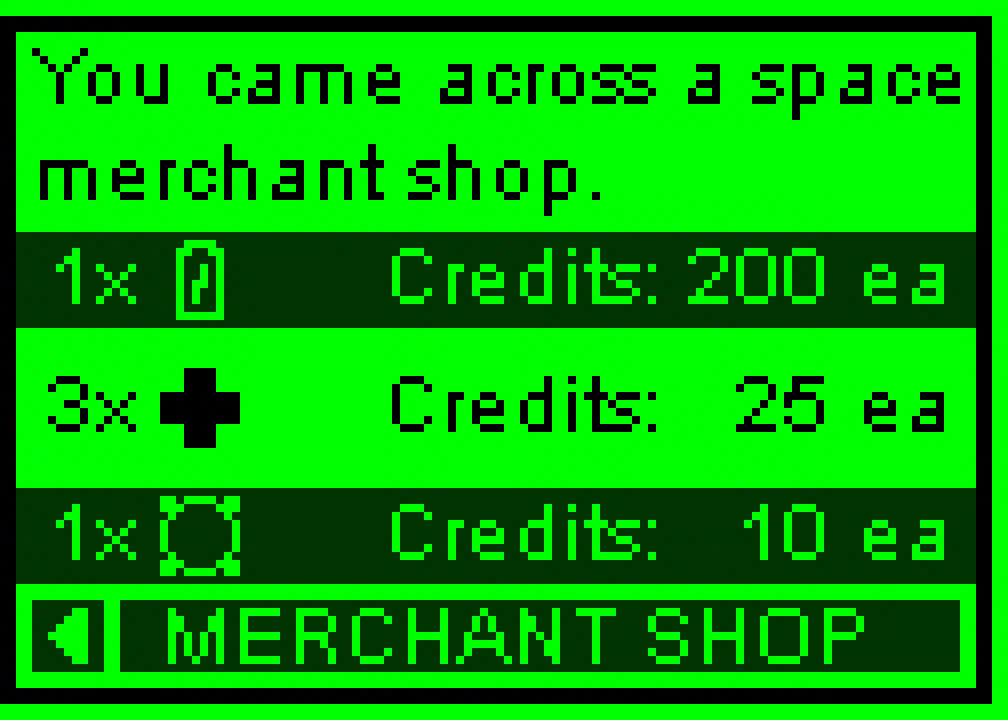 You came across a space
merchant shop.
1x Credits: 200 ea
3x Credits: 25 ea
1x Credits: 10 ea
MERCHANT SHOP